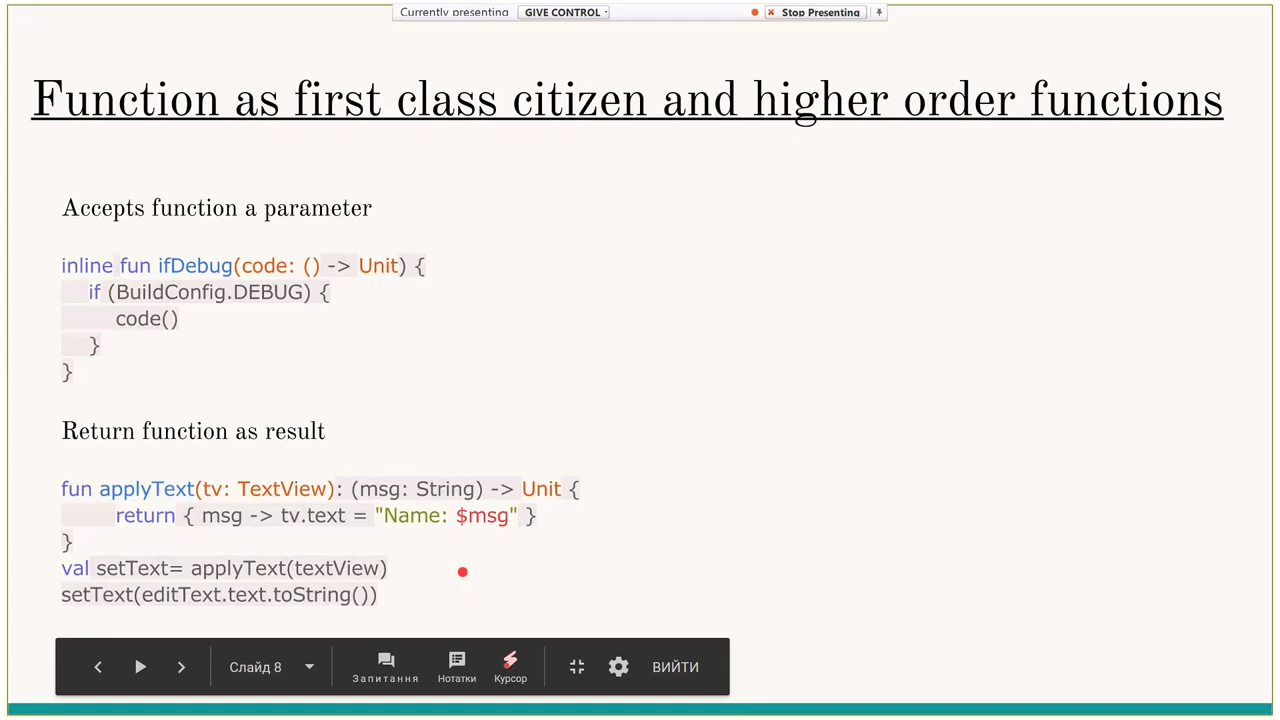 Currently presenting GIVE CONTROL Stop Presenting
Function as first class citizen and higher order functions
Accepts function a parameter
inline fun ifDebug(code: () -> Unit) {
if (BuildConfig.DEBUG) {
code()
}
}
Return function as result
fun applyText(tv: TextView): (msg: String) -> Unit {
return { msg -> tv.text = "Name: $msg" }
}
val setText= applyText(textView)
setText(editText.text.toString())
Слайд 8 Запитання Нотатки Курсор ВИЙТИ